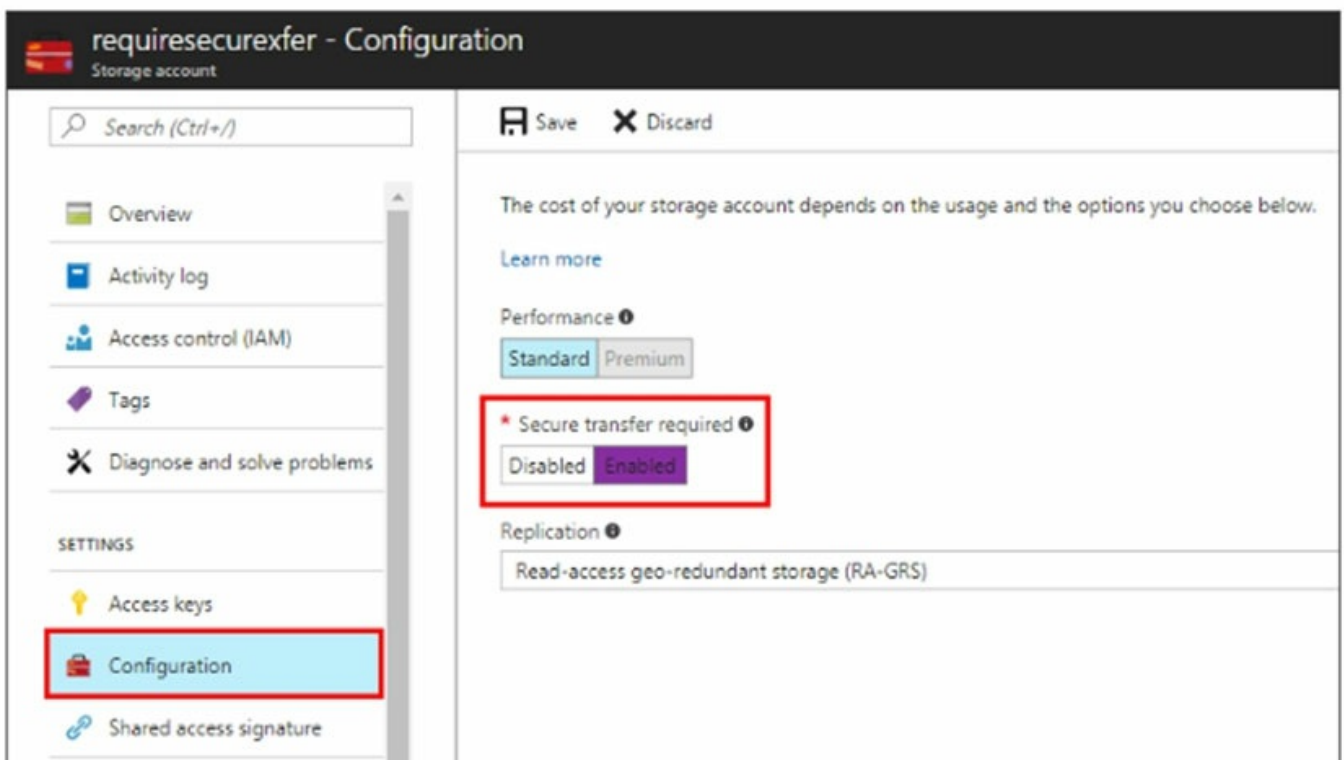 requiresecurexfer - Configuration
Storage account
Search (Ctrl+/)
Overview
Activity log
Access control (IAM)
Tags
Diagnose and solve problems
SETTINGS
Access keys
Configuration
Shared access signature
Save Discard
The cost of your storage account depends on the usage and the options you choose below.
Learn more
Performance
Standard Premium
* Secure transfer required
Disabled Enabled
Replication
Read-access geo-redundant storage (RA-GRS)